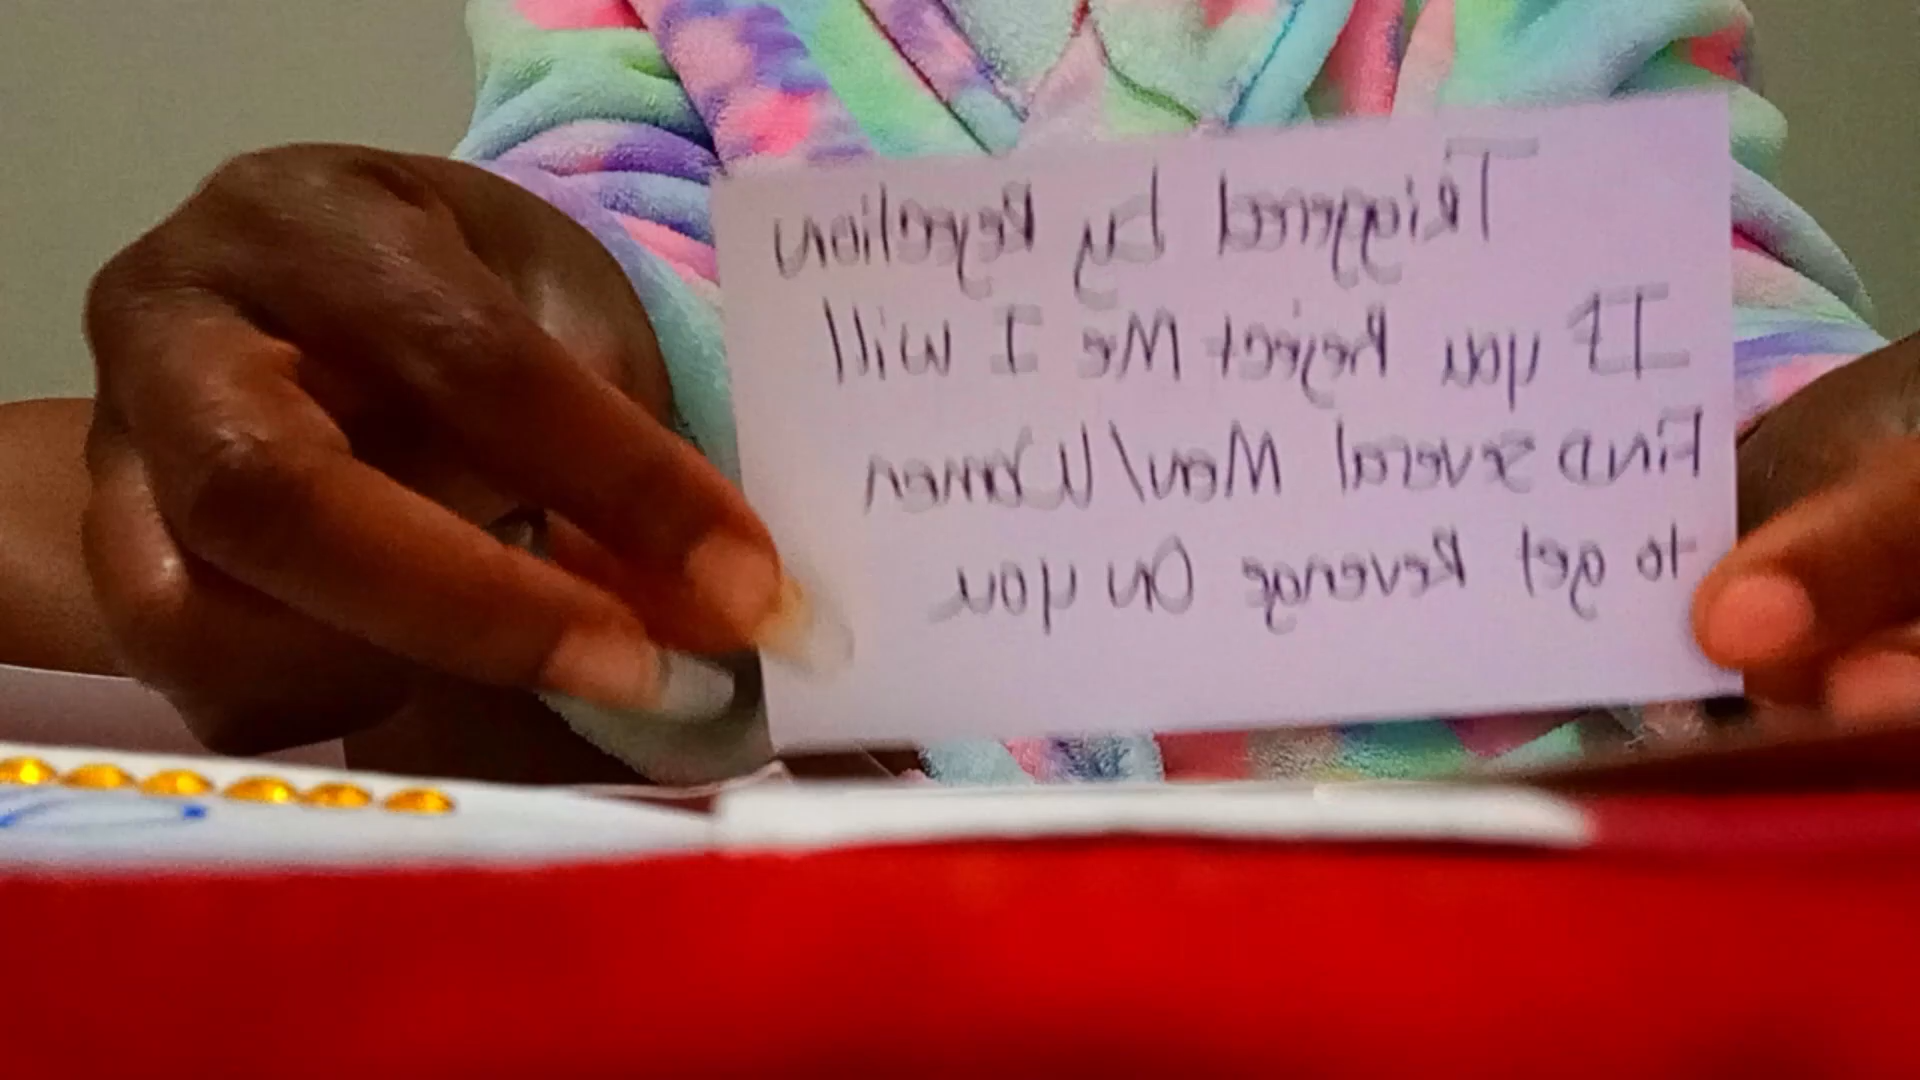 Triggered by Rejection
If you Reject Me I will
Find several Men/Women
to get Revenge On you